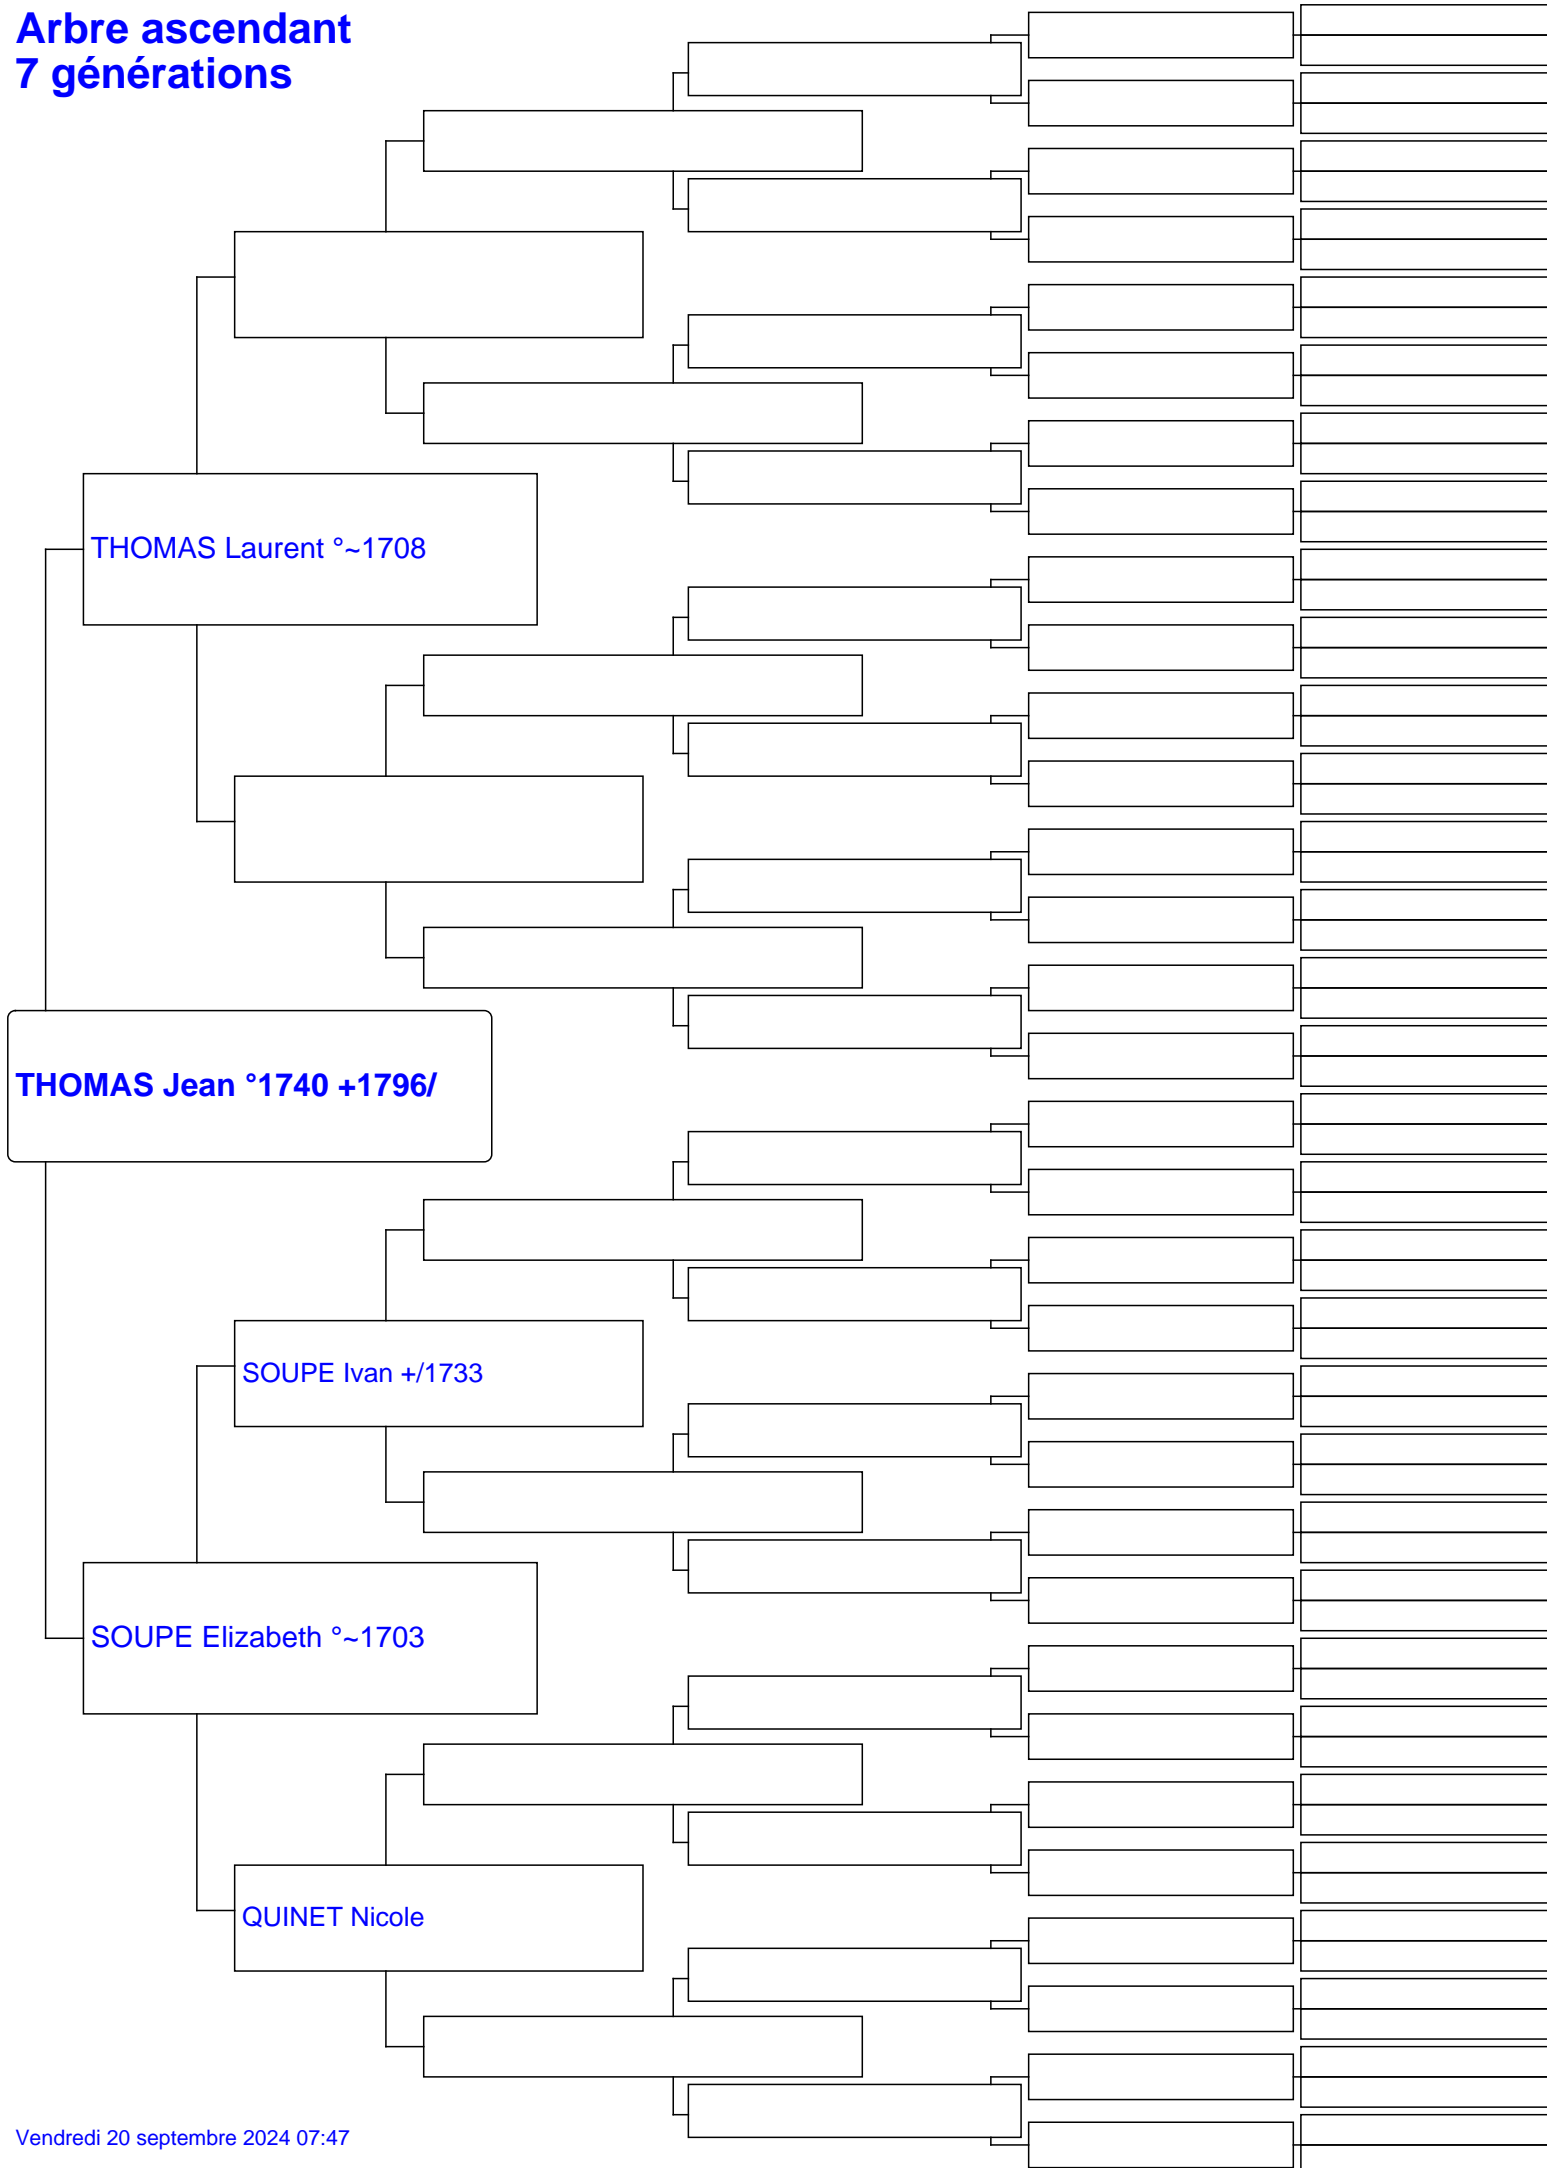 Arbre ascendant
7 générations
THOMAS Laurent °~1708
THOMAS Jean °1740 +1796/
SOUPE Ivan +/1733
SOUPE Elizabeth °~1703
QUINET Nicole
Vendredi 20 septembre 2024 07:47